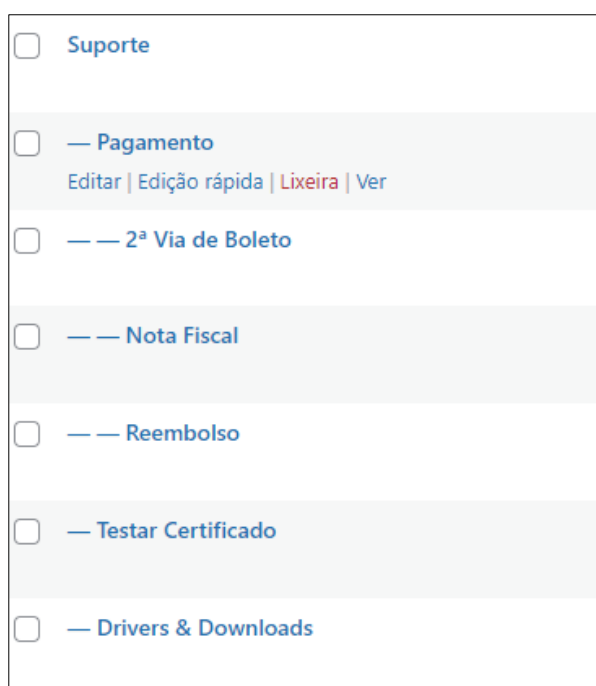 Suporte
— Pagamento
Editar | Edição rápida | Lixeira | Ver
— — 2ª Via de Boleto
— — Nota Fiscal
— — Reembolso
— Testar Certificado
— Drivers & Downloads